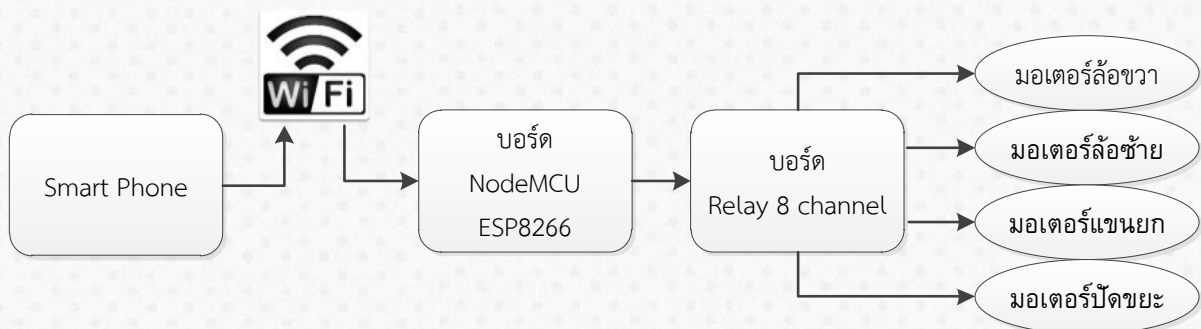 WiFi
Smart Phone
บอร์ด
NodeMCU
ESP8266
บอร์ด
Relay 8 channel
มอเตอร์ล้อขวา
มอเตอร์ล้อซ้าย
มอเตอร์แขนยก
มอเตอร์ปัดขยะ